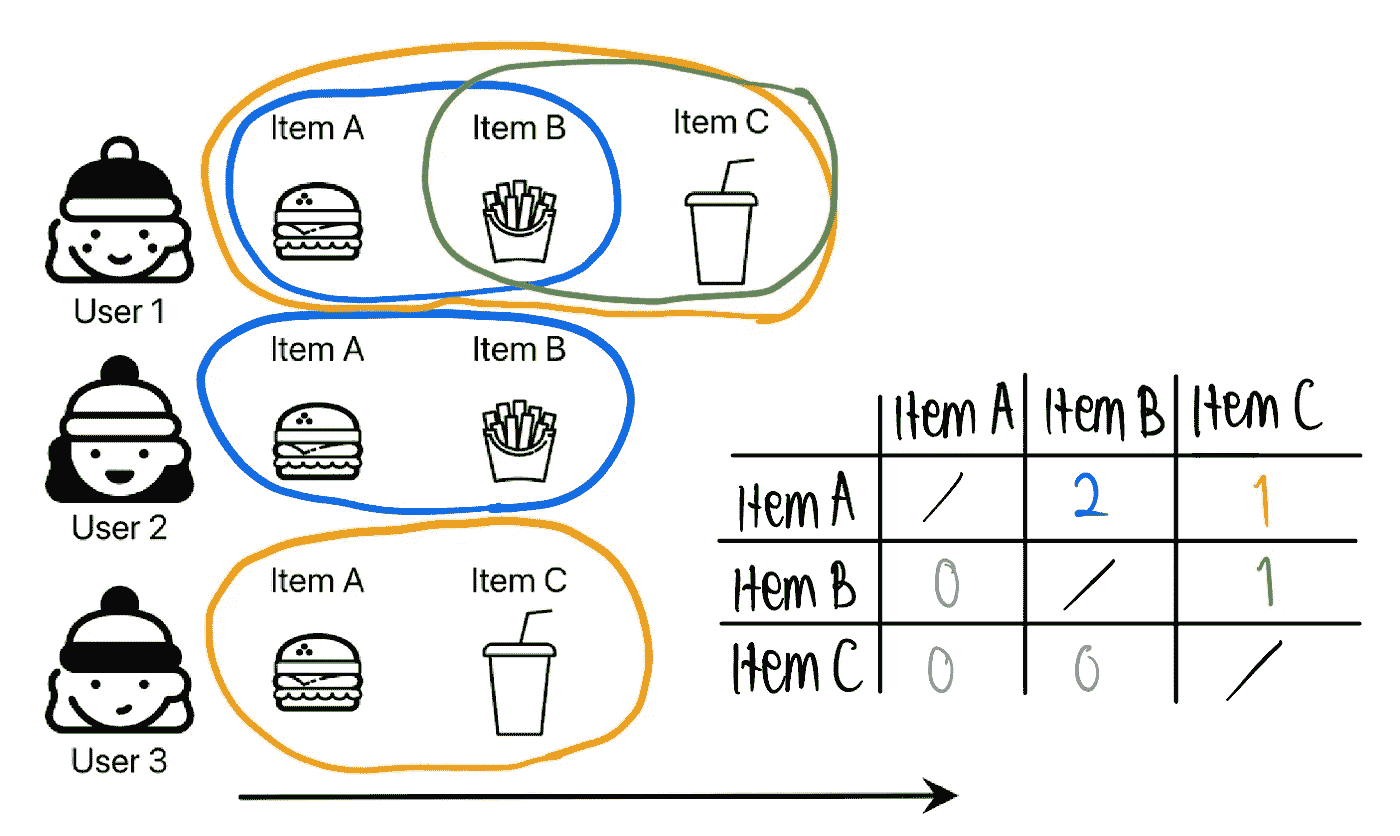 Item A Item B Item C
User 1
Item A Item B
User 2
Item A Item C
User 3
Item A Item B Item C
Item A / 2 1
Item B 0 / 1
Item C 0 0 /